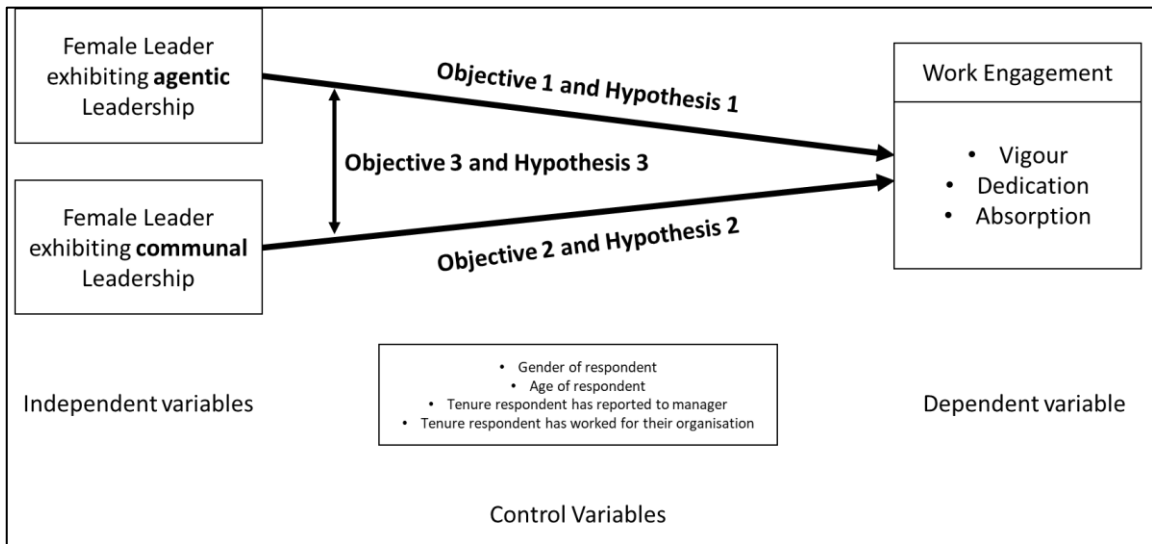 Female Leader
exhibiting agentic
Leadership
Objective 1 and Hypothesis 1
Work Engagement
• Vigour
• Dedication
• Absorption
Objective 3 and Hypothesis 3
Female Leader
exhibiting communal
Leadership
Objective 2 and Hypothesis 2
• Gender of respondent
• Age of respondent
• Tenure respondent has reported to manager
• Tenure respondent has worked for their organisation
Independent variables
Dependent variable
Control Variables